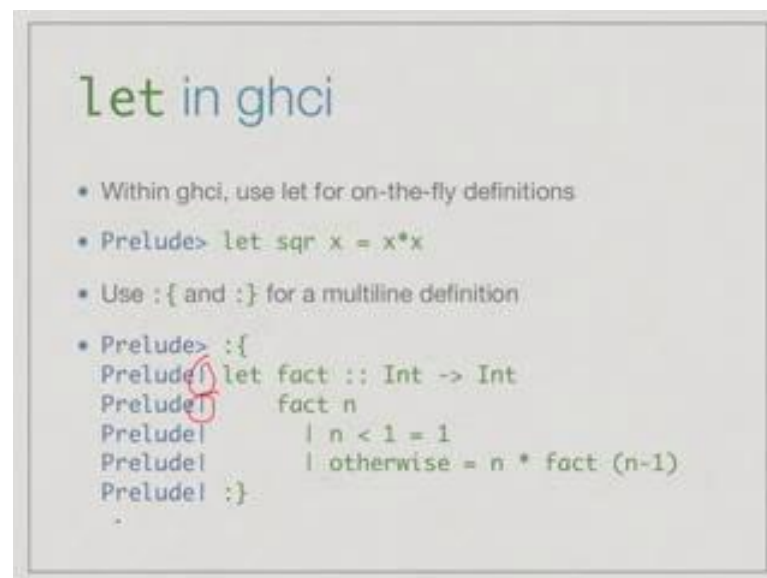 let in ghci
• Within ghci, use let for on-the-fly definitions
• Prelude> let sqr x = x*x
• Use :{ and :} for a multiline definition
• Prelude> :{
Prelude| let fact :: Int -> Int
Prelude|     fact n
Prelude|       | n < 1 = 1
Prelude|       | otherwise = n * fact (n-1)
Prelude| :}